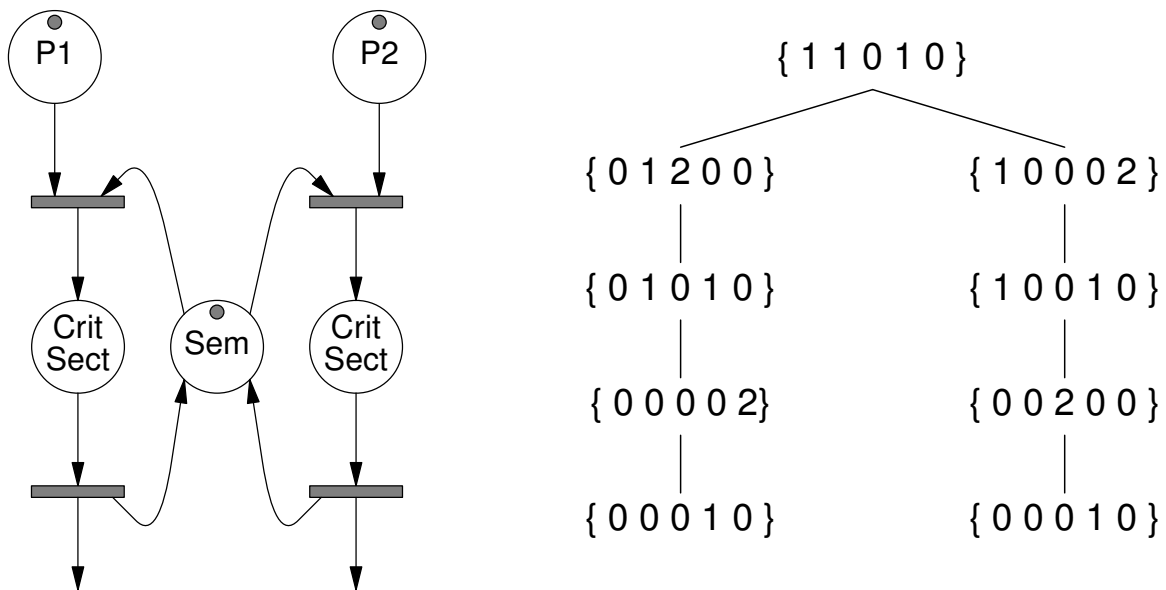 P1
P2
{ 1 1 0 1 0 }
{ 0 1 2 0 0 }
{ 1 0 0 0 2 }
{ 0 1 0 1 0 }
{ 1 0 0 1 0 }
Crit
Sect
Sem
Crit
Sect
{ 0 0 0 0 2}
{ 0 0 2 0 0 }
{ 0 0 0 1 0 }
{ 0 0 0 1 0 }